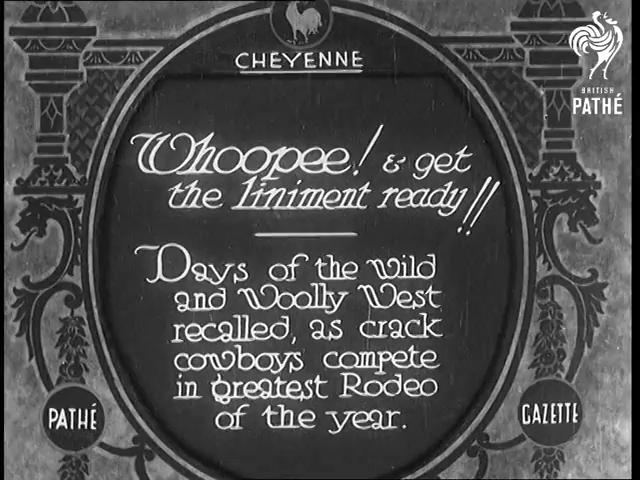 CHEYENNE
BRITISH
PATHÉ
Whoopee! & get
the liniment ready!!
Days of the wild
and Woolly West
recalled, as crack
cowboys compete
in greatest Rodeo
of the year.
PATHÉ
GAZETTE